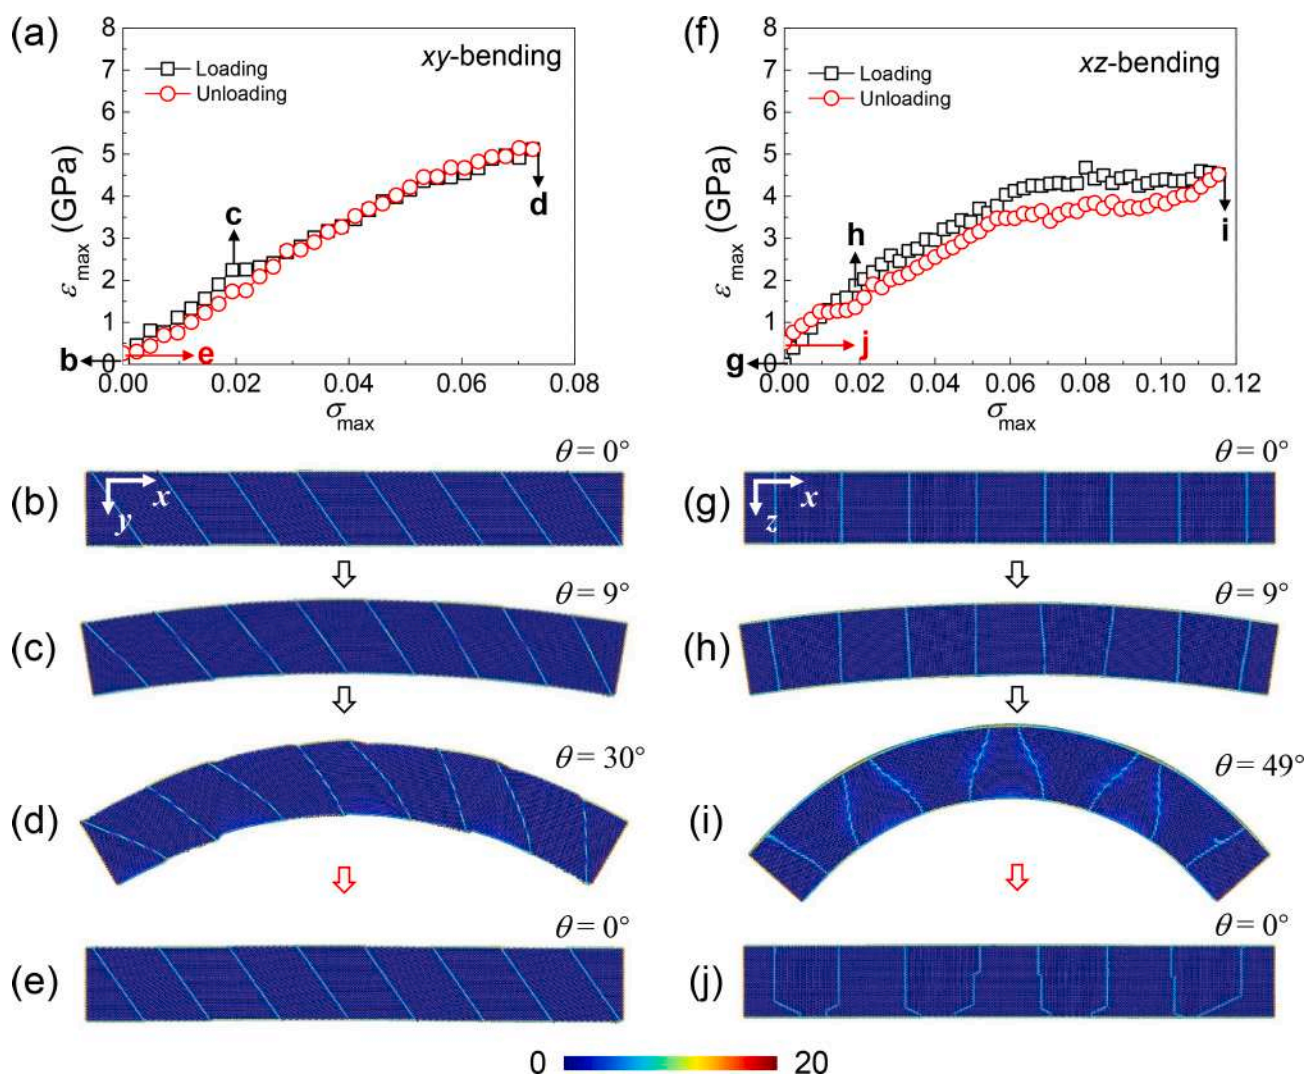 (a)
8
7
6
5
4
3
2
1
0
ε_max (GPa)
xy-bending
Loading
Unloading
c
d
b
e
0.00 0.02 0.04 0.06 0.08
σ_max
(f)
8
7
6
5
4
3
2
1
0
ε_max (GPa)
xz-bending
Loading
Unloading
h
i
g
j
0.00 0.02 0.04 0.06 0.08 0.10 0.12
σ_max
(b) x y θ = 0°
(g) x z θ = 0°
(c) θ = 9°
(h) θ = 9°
(d) θ = 30°
(i) θ = 49°
(e) θ = 0°
(j) θ = 0°
0 20